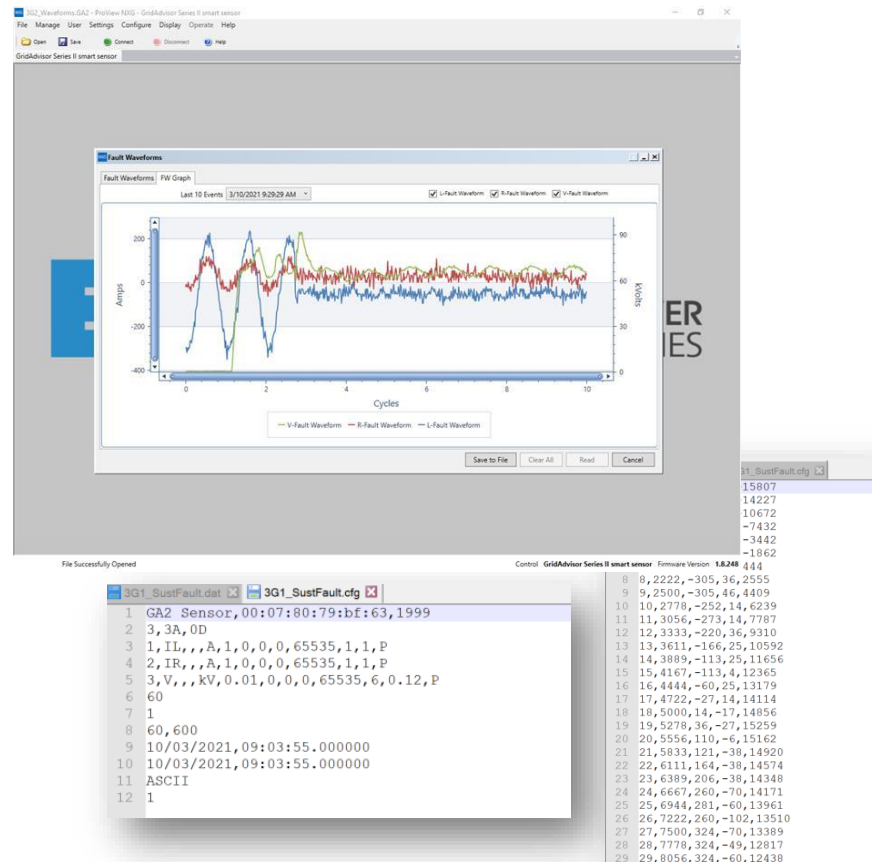 3G2_Waveforms.GA2 - ProView NXG - GridAdvisor Series II smart sensor
File Manage User Settings Configure Display Operate Help
Open Save Connect Disconnect Help
GridAdvisor Series II smart sensor
Fault Waveforms
Fault Waveforms FW Graph
Last 10 Events 3/10/2021 9:29:29 AM L-Fault Waveform R-Fault Waveform V-Fault Waveform
200
0
-200
-400
Amps
90
60
30
0
kVolts
0 2 4 6 8 10
Cycles
V-Fault Waveform R-Fault Waveform L-Fault Waveform
Save to File Clear All Read Cancel
ER
IES
File Successfully Opened
Control GridAdvisor Series II smart sensor Firmware Version 1.8.248
3G1_SustFault.dat 3G1_SustFault.cfg
1 GA2 Sensor,00:07:80:79:bf:63,1999
2 3,3A,0D
3 1,IL,,,A,1,0,0,0,65535,1,1,P
4 2,IR,,,A,1,0,0,0,65535,1,1,P
5 3,V,,,kV,0.01,0,0,0,65535,6,0.12,P
6 60
7 1
8 60,600
9 10/03/2021,09:03:55.000000
10 10/03/2021,09:03:55.000000
11 ASCII
12 1
G1_SustFault.cfg
15807
14227
10672
-7432
-3442
-1862
444
8 8,2222,-305,36,2555
9 9,2500,-305,46,4409
10 10,2778,-252,14,6239
11 11,3056,-273,14,7787
12 12,3333,-220,36,9310
13 13,3611,-166,25,10592
14 14,3889,-113,25,11656
15 15,4167,-113,4,12365
16 16,4444,-60,25,13179
17 17,4722,-27,14,14114
18 18,5000,14,-17,14856
19 19,5278,36,-27,15259
20 20,5556,110,-6,15162
21 21,5833,121,-38,14920
22 22,6111,164,-38,14574
23 23,6389,206,-38,14348
24 24,6667,260,-70,14171
25 25,6944,281,-60,13961
26 26,7222,260,-102,13510
27 27,7500,324,-70,13389
28 28,7778,324,-49,12817
29 29,8056,324,-60,12438